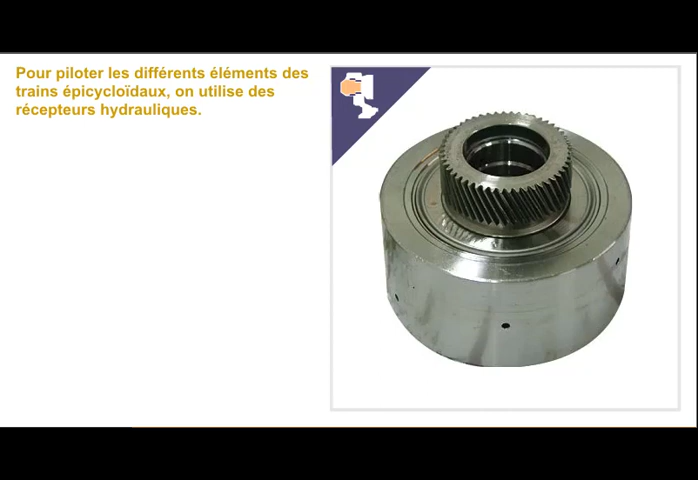 Pour piloter les différents éléments des
trains épicycloïdaux, on utilise des
récepteurs hydrauliques.